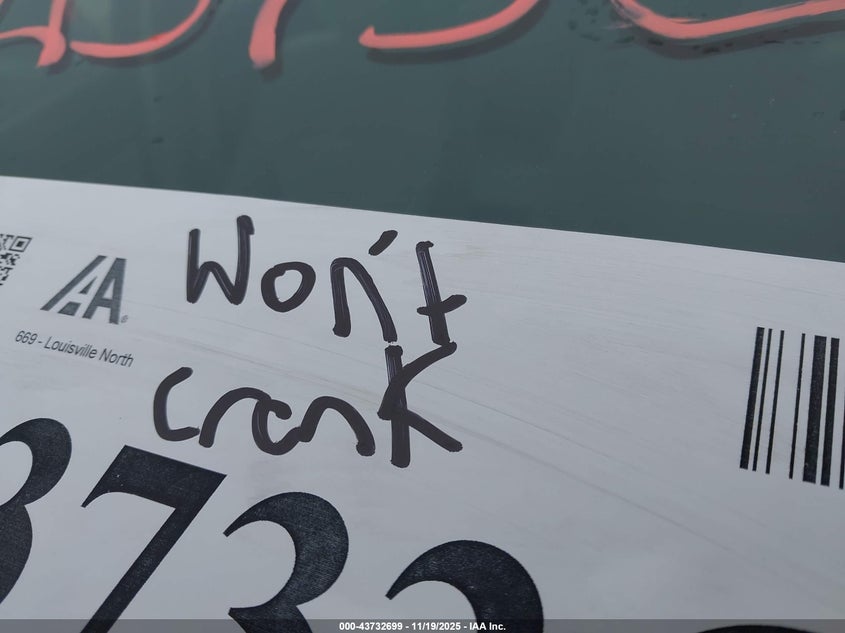 Won't
crank
IAA
669 - Louisville North
3732
000-43732699 - 11/19/2025 - IAA Inc.